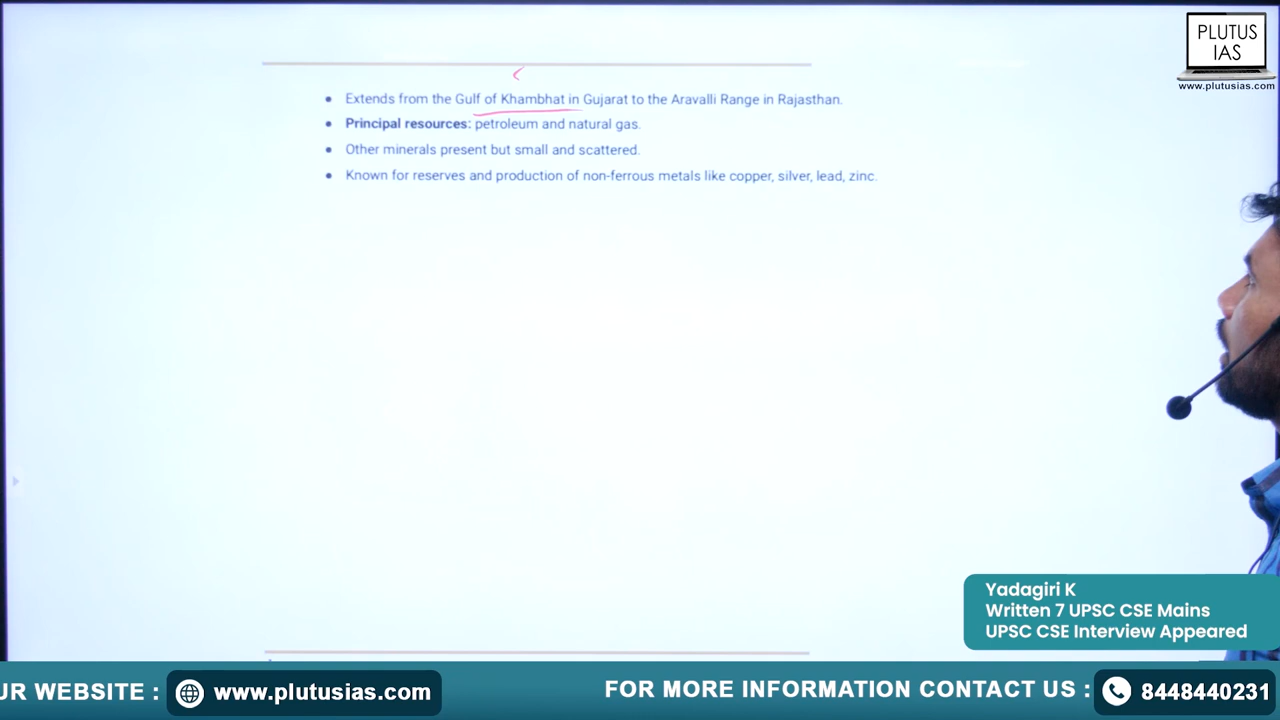 PLUTUS
IAS
www.plutusias.com
Extends from the Gulf of Khambhat in Gujarat to the Aravalli Range in Rajasthan.
Principal resources: petroleum and natural gas.
Other minerals present but small and scattered.
Known for reserves and production of non-ferrous metals like copper, silver, lead, zinc.
Yadagiri K
Written 7 UPSC CSE Mains
UPSC CSE Interview Appeared
UR WEBSITE : www.plutusias.com
FOR MORE INFORMATION CONTACT US : 8448440231